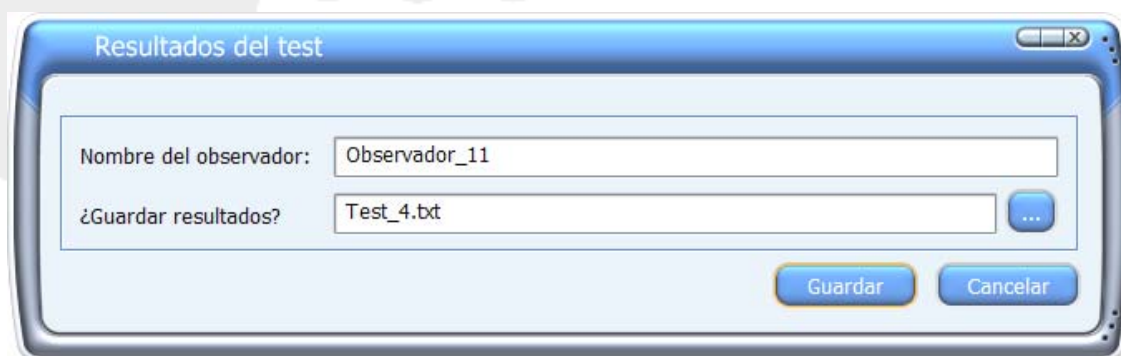 Resultados del test
Nombre del observador: Observador_11
¿Guardar resultados? Test_4.txt ...
Guardar Cancelar